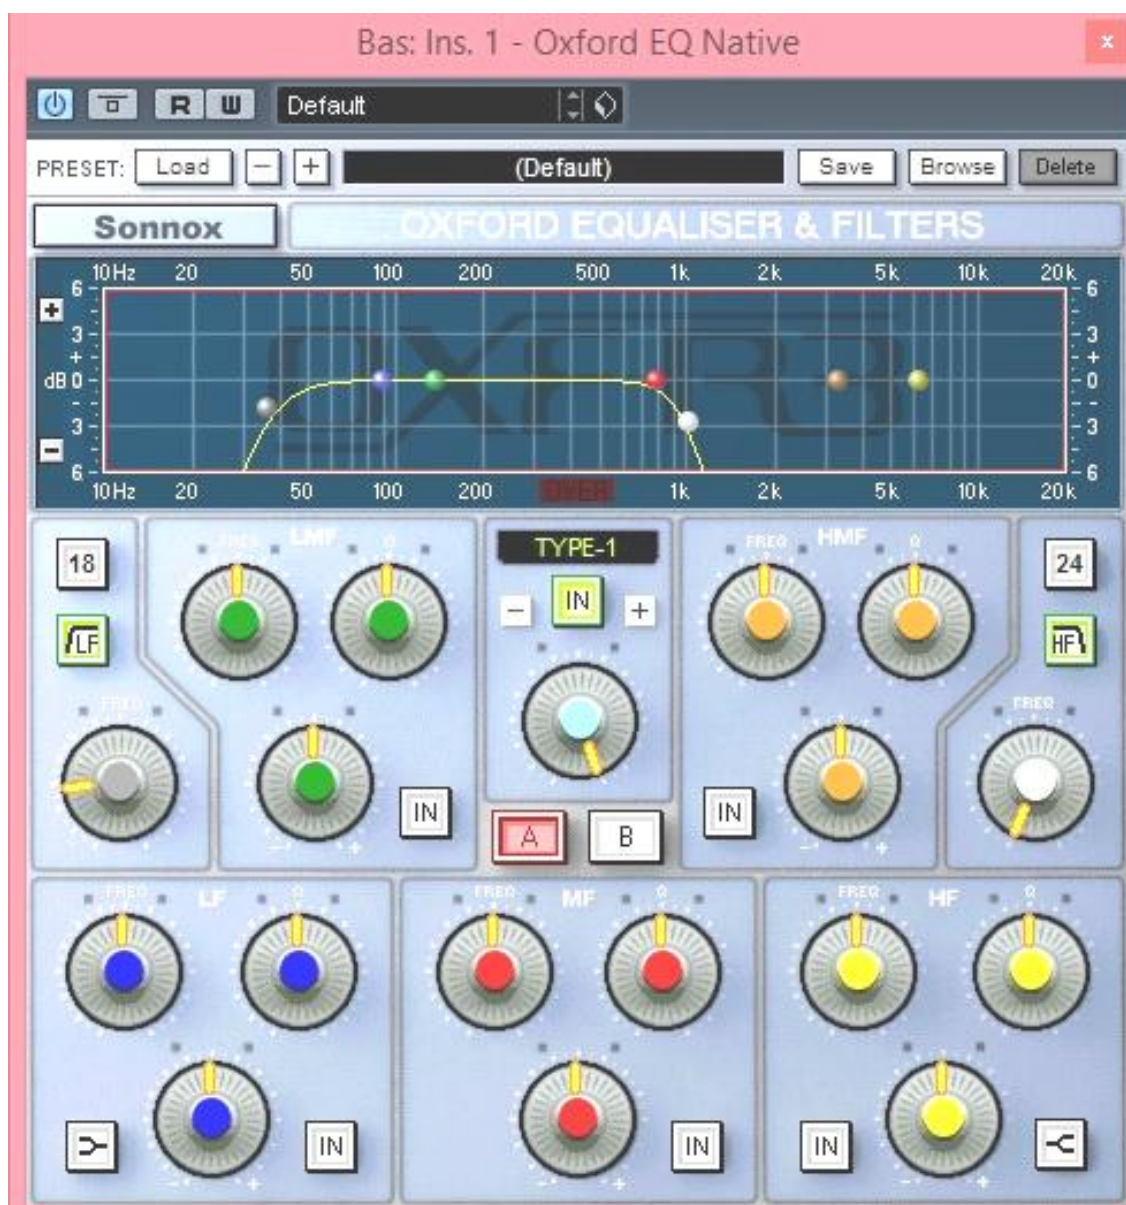 Bas: Ins. 1 - Oxford EQ Native x
R W Default
PRESET: Load − + (Default) Save Browse Delete
Sonnox OXFORD EQUALISER & FILTERS
10Hz 20 50 100 200 500 1k 2k 5k 10k 20k
6 6
+
3 3
+ +
dB 0 0
- -
3 3
−
6 6
10Hz 20 50 100 200 OVER 1k 2k 5k 10k 20k
18 FREQ LMF Q TYPE-1 FREQ HMF Q 24
LF − IN + HF
FREQ FREQ
IN IN
- + A B - +
FREQ LF Q FREQ MF Q FREQ HF Q
IN IN IN
- + - + - +